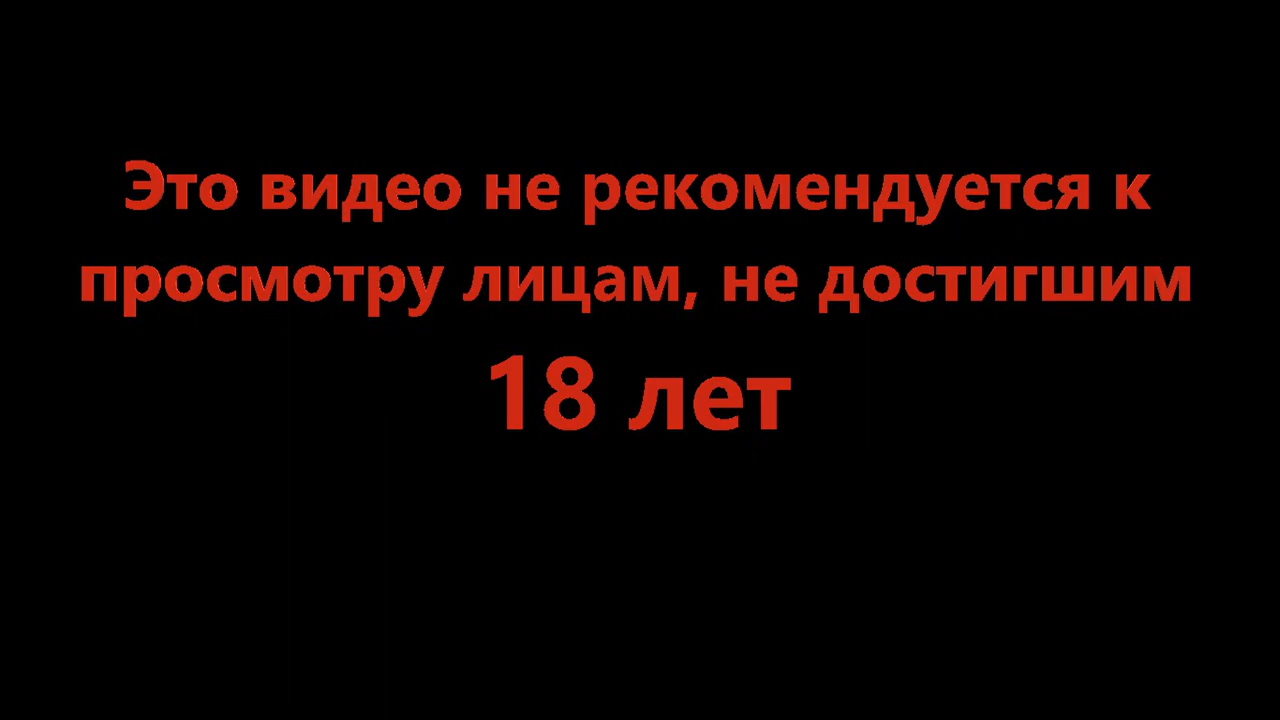 Это видео не рекомендуется к
просмотру лицам, не достигшим
18 лет